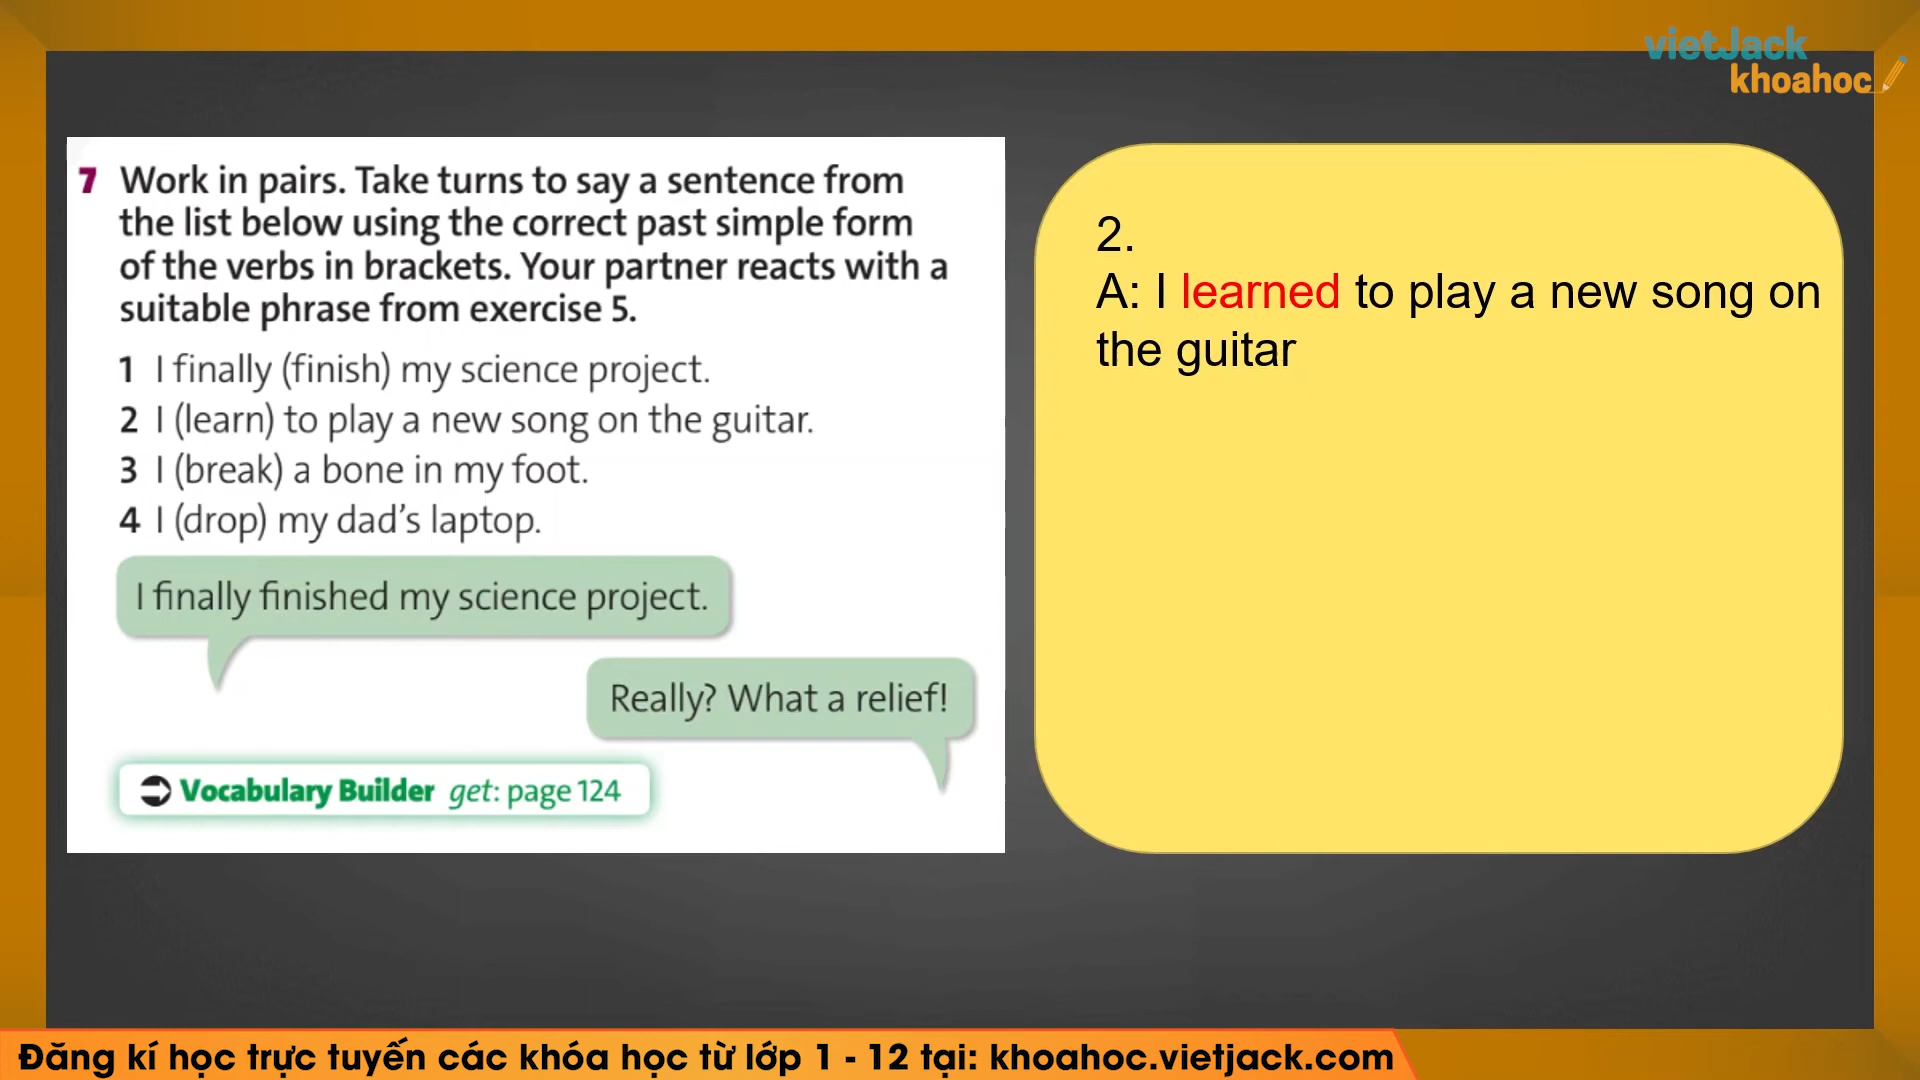 vietJack
khoahoc
7 Work in pairs. Take turns to say a sentence from
the list below using the correct past simple form
of the verbs in brackets. Your partner reacts with a
suitable phrase from exercise 5.
1 I finally (finish) my science project.
2 I (learn) to play a new song on the guitar.
3 I (break) a bone in my foot.
4 I (drop) my dad's laptop.
I finally finished my science project.
Really? What a relief!
Vocabulary Builder get: page 124
2.
A: I learned to play a new song on
the guitar
Đăng kí học trực tuyến các khóa học từ lớp 1 - 12 tại: khoahoc.vietjack.com